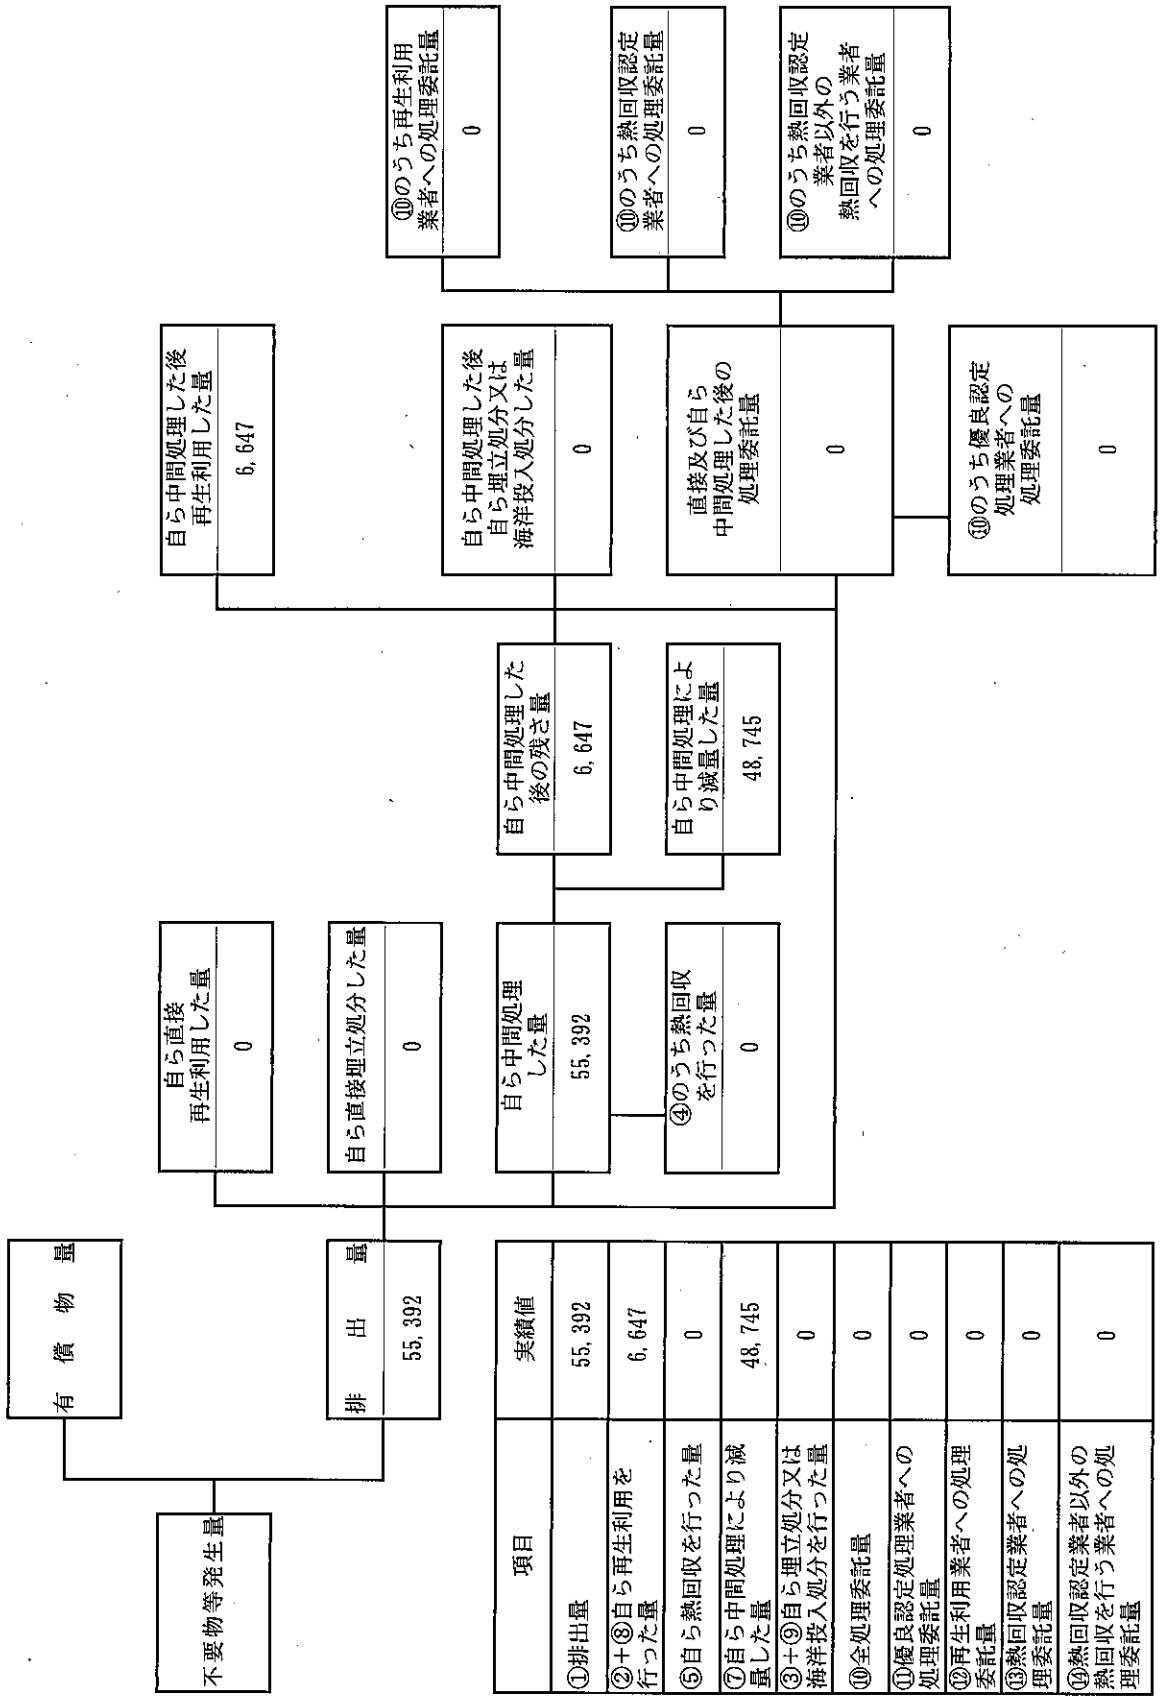 不要物等発生量
有償物量
排出量
55,392
自ら直接
再生利用した量
0
自ら直接埋立処分した量
0
自ら中間処理
した量
55,392
④のうち熱回収
を行った量
0
自ら中間処理した
後の残さ量
6,647
自ら中間処理によ
り減量した量
48,745
自ら中間処理した後
再生利用した量
6,647
自ら中間処理した後
自ら埋立処分又は
海洋投入処分した量
0
直接及び自ら
中間処理した後の
処理委託量
0
⑩のうち優良認定
処理業者への
処理委託量
0
⑩のうち再生利用
業者への処理委託量
0
⑩のうち熱回収認定
業者への処理委託量
0
⑩のうち熱回収認定
業者以外の
熱回収を行う業者
への処理委託量
0
項目 実績値
①排出量 55,392
②+⑧自ら再生利用を
行った量 6,647
⑤自ら熱回収を行った量 0
⑦自ら中間処理により減
量した量 48,745
③+⑨自ら埋立処分又は
海洋投入処分を行った量 0
⑩全処理委託量 0
⑪優良認定処理業者への
処理委託量 0
⑫再生利用業者への処理
委託量 0
⑬熱回収認定業者への処
理委託量 0
⑭熱回収認定業者以外の
熱回収を行う業者への処
理委託量 0